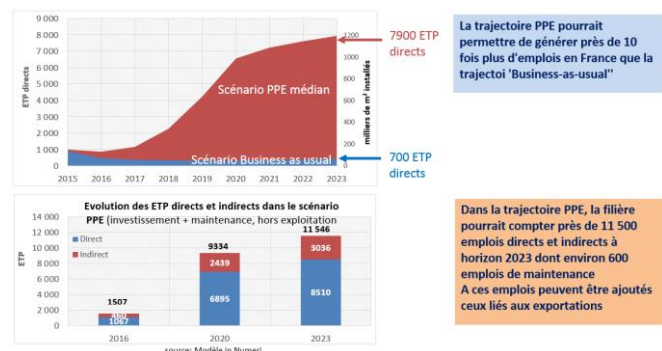 9 000
8 000
7 000
6 000
5 000
4 000
3 000
2 000
1 000
0
ETP directs
1200
1000
800
600
400
200
0
milliers de m² installés
Scénario PPE médian
Scénario Business as usual
2015 2016 2017 2018 2019 2020 2021 2022 2023
7900 ETP
directs
700 ETP
directs
La trajectoire PPE pourrait
permettre de générer près de 10
fois plus d'emplois en France que la
trajectoi 'Business-as-usual''
Evolution des ETP directs et indirects dans le scénario
PPE (investissement + maintenance, hors exploitation
14 000
12 000
10 000
8 000
6 000
4 000
2 000
0
ETP
Direct
Indirect
1507
460
1067
9334
2439
6895
11 546
3036
8510
2016 2020 2023
source: Modèle In Numeri
Dans la trajectoire PPE, la filière
pourrait compter près de 11 500
emplois directs et indirects à
horizon 2023 dont environ 600
emplois de maintenance
A ces emplois peuvent être ajoutés
ceux liés aux exportations